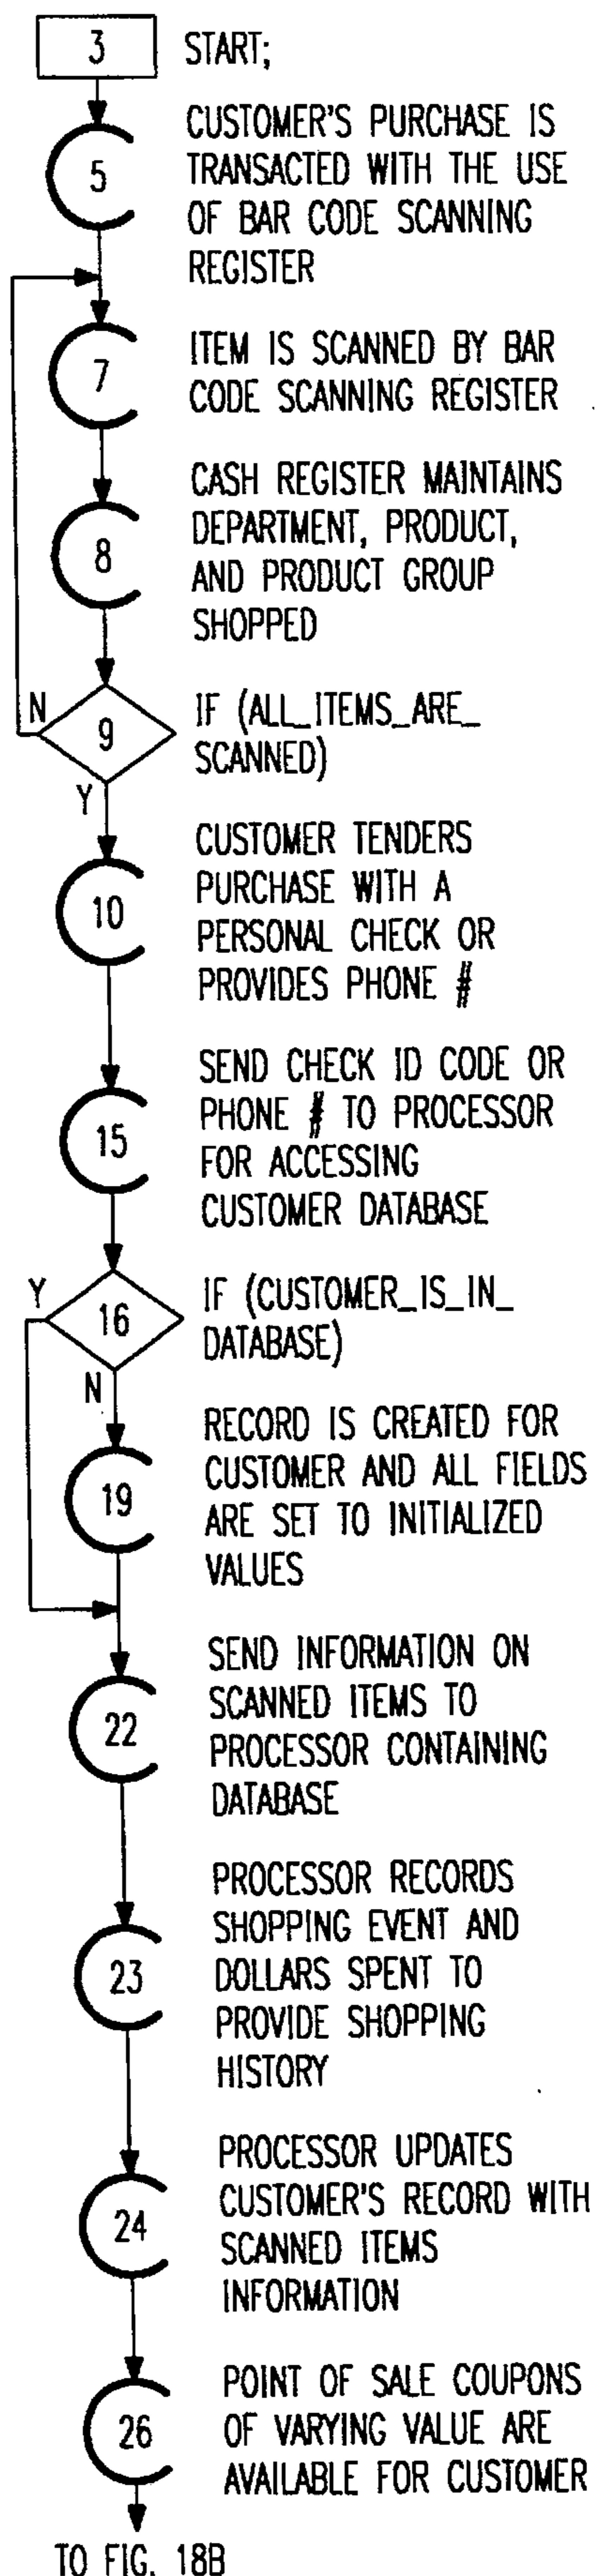 3 START;
5 CUSTOMER'S PURCHASE IS
TRANSACTED WITH THE USE
OF BAR CODE SCANNING
REGISTER
7 ITEM IS SCANNED BY BAR
CODE SCANNING REGISTER
8 CASH REGISTER MAINTAINS
DEPARTMENT, PRODUCT,
AND PRODUCT GROUP
SHOPPED
N
9 IF (ALL_ITEMS_ARE_
SCANNED)
Y
10 CUSTOMER TENDERS
PURCHASE WITH A
PERSONAL CHECK OR
PROVIDES PHONE #
15 SEND CHECK ID CODE OR
PHONE # TO PROCESSOR
FOR ACCESSING
CUSTOMER DATABASE
Y
16 IF (CUSTOMER_IS_IN_
DATABASE)
N
19 RECORD IS CREATED FOR
CUSTOMER AND ALL FIELDS
ARE SET TO INITIALIZED
VALUES
22 SEND INFORMATION ON
SCANNED ITEMS TO
PROCESSOR CONTAINING
DATABASE
23 PROCESSOR RECORDS
SHOPPING EVENT AND
DOLLARS SPENT TO
PROVIDE SHOPPING
HISTORY
24 PROCESSOR UPDATES
CUSTOMER'S RECORD WITH
SCANNED ITEMS
INFORMATION
26 POINT OF SALE COUPONS
OF VARYING VALUE ARE
AVAILABLE FOR CUSTOMER
TO FIG. 18B